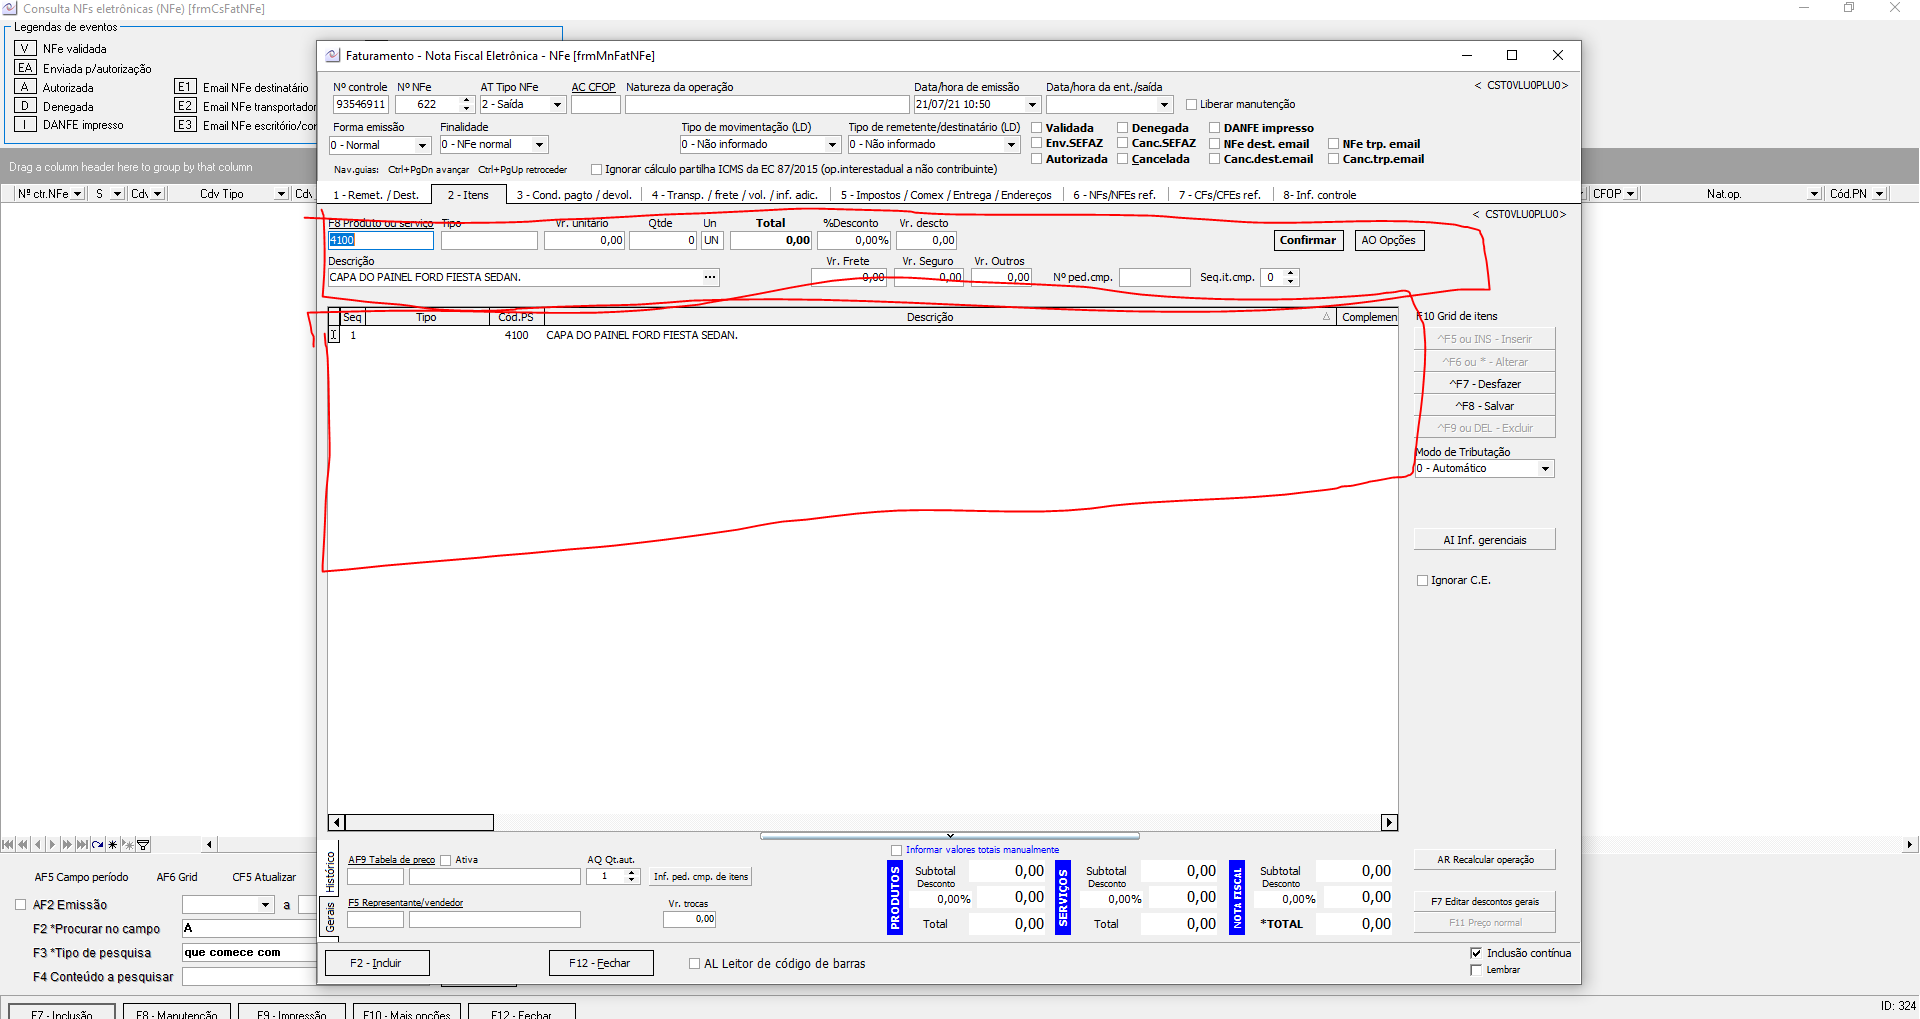 Consulta NFs eletrônicas (NFe) [frmCsFatNFe]
Legendas de eventos
V NFe validada
EA Enviada p/autorização
A Autorizada
D Denegada
I DANFE impresso
E1 Email NFe destinatário
E2 Email NFe transportador
E3 Email NFe escritório/cor
Drag a column header here to group by that column
Nº ctr.NFe S Cdv Cdv Tipo Cdv
CFOP Nat.op. Cód.PN
Faturamento - Nota Fiscal Eletrônica - NFe [frmMnFatNFe]
Nº controle Nº NFe AT Tipo NFe AC CFOP Natureza da operação Data/hora de emissão Data/hora da ent./saída < CST0VLU0PLU0>
93546911 622 2 - Saída 21/07/21 10:50 Liberar manutenção
Forma emissão Finalidade Tipo de movimentação (LD) Tipo de remetente/destinatário (LD)
0 - Normal 0 - NFe normal 0 - Não informado 0 - Não informado
Validada Denegada DANFE impresso
Env.SEFAZ Canc.SEFAZ NFe dest. email NFe trp. email
Autorizada Cancelada Canc.dest.email Canc.trp.email
Nav.guias: Ctrl+PgDn avançar Ctrl+PgUp retroceder Ignorar cálculo partilha ICMS da EC 87/2015 (op.interestadual a não contribuinte)
1 - Remet. / Dest. 2 - Itens 3 - Cond. pagto / devol. 4 - Transp. / frete / vol. / inf. adic. 5 - Impostos / Comex / Entrega / Endereços 6 - NFs/NFEs ref. 7 - CFs/CFEs ref. 8- Inf. controle
< CST0VLU0PLU0>
F8 Produto ou serviço Tipo Vr. unitário Qtde Un Total %Desconto Vr. descto
4100 0,00 0 UN 0,00 0,00% 0,00 Confirmar AO Opções
Descrição Vr. Frete Vr. Seguro Vr. Outros
CAPA DO PAINEL FORD FIESTA SEDAN. ... 0,00 0,00 0,00 Nº ped.cmp. Seq.it.cmp. 0
Seq Tipo Cód.PS Descrição Complemen
1 4100 CAPA DO PAINEL FORD FIESTA SEDAN.
F10 Grid de itens
^F5 ou INS - Inserir
^F6 ou * - Alterar
^F7 - Desfazer
^F8 - Salvar
^F9 ou DEL - Excluir
Modo de Tributação
0 - Automático
AI Inf. gerenciais
Ignorar C.E.
Histórico
Gerais
AF9 Tabela de preço Ativa AQ Qt.aut.
1 Inf. ped. cmp. de itens
F5 Representante/vendedor Vr. trocas
0,00
Informar valores totais manualmente
PRODUTOS
Subtotal 0,00
Desconto
0,00% 0,00
Total 0,00
SERVIÇOS
Subtotal 0,00
Desconto
0,00% 0,00
Total 0,00
NOTA FISCAL
Subtotal 0,00
Desconto
0,00% 0,00
*TOTAL 0,00
AR Recalcular operação
F7 Editar descontos gerais
F11 Preço normal
F2 - Incluir F12 - Fechar AL Leitor de código de barras
Inclusão contínua
Lembrar
AF5 Campo período AF6 Grid CF5 Atualizar
AF2 Emissão a
F2 *Procurar no campo A
F3 *Tipo de pesquisa que comece com
F4 Conteúdo a pesquisar
F7 - Inclusão F8 - Manutenção F9 - Impressão F10 - Mais opções F12 - Fechar
ID: 324